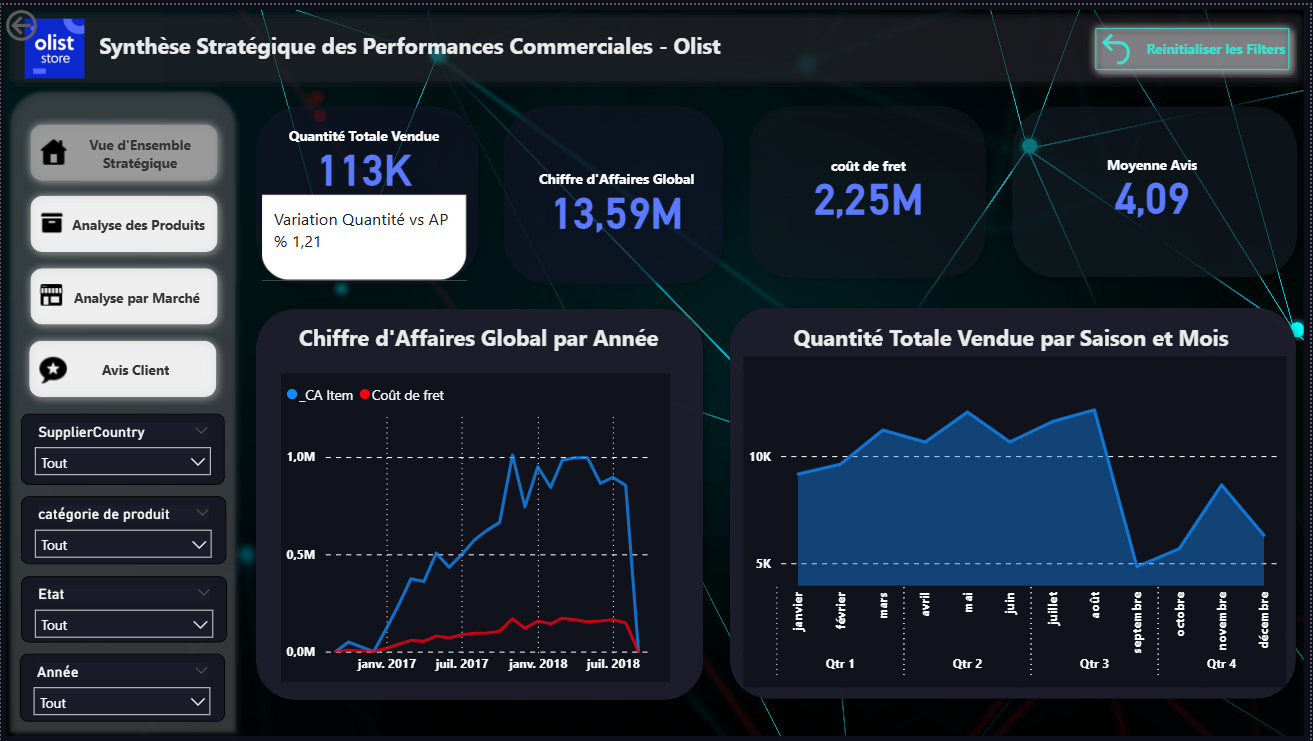 olist
store
Synthèse Stratégique des Performances Commerciales - Olist
Reinitialiser les Filters
Vue d'Ensemble
Stratégique
Analyse des Produits
Analyse par Marché
Avis Client
SupplierCountry
Tout
catégorie de produit
Tout
Etat
Tout
Année
Tout
Quantité Totale Vendue
113K
Variation Quantité vs AP
% 1,21
Chiffre d'Affaires Global
13,59M
coût de fret
2,25M
Moyenne Avis
4,09
Chiffre d'Affaires Global par Année
_CA Item Coût de fret
1,0M
0,5M
0,0M
janv. 2017 juil. 2017 janv. 2018 juil. 2018
Quantité Totale Vendue par Saison et Mois
10K
5K
janvier février mars avril mai juin juillet août septembre octobre novembre décembre
Qtr 1 Qtr 2 Qtr 3 Qtr 4